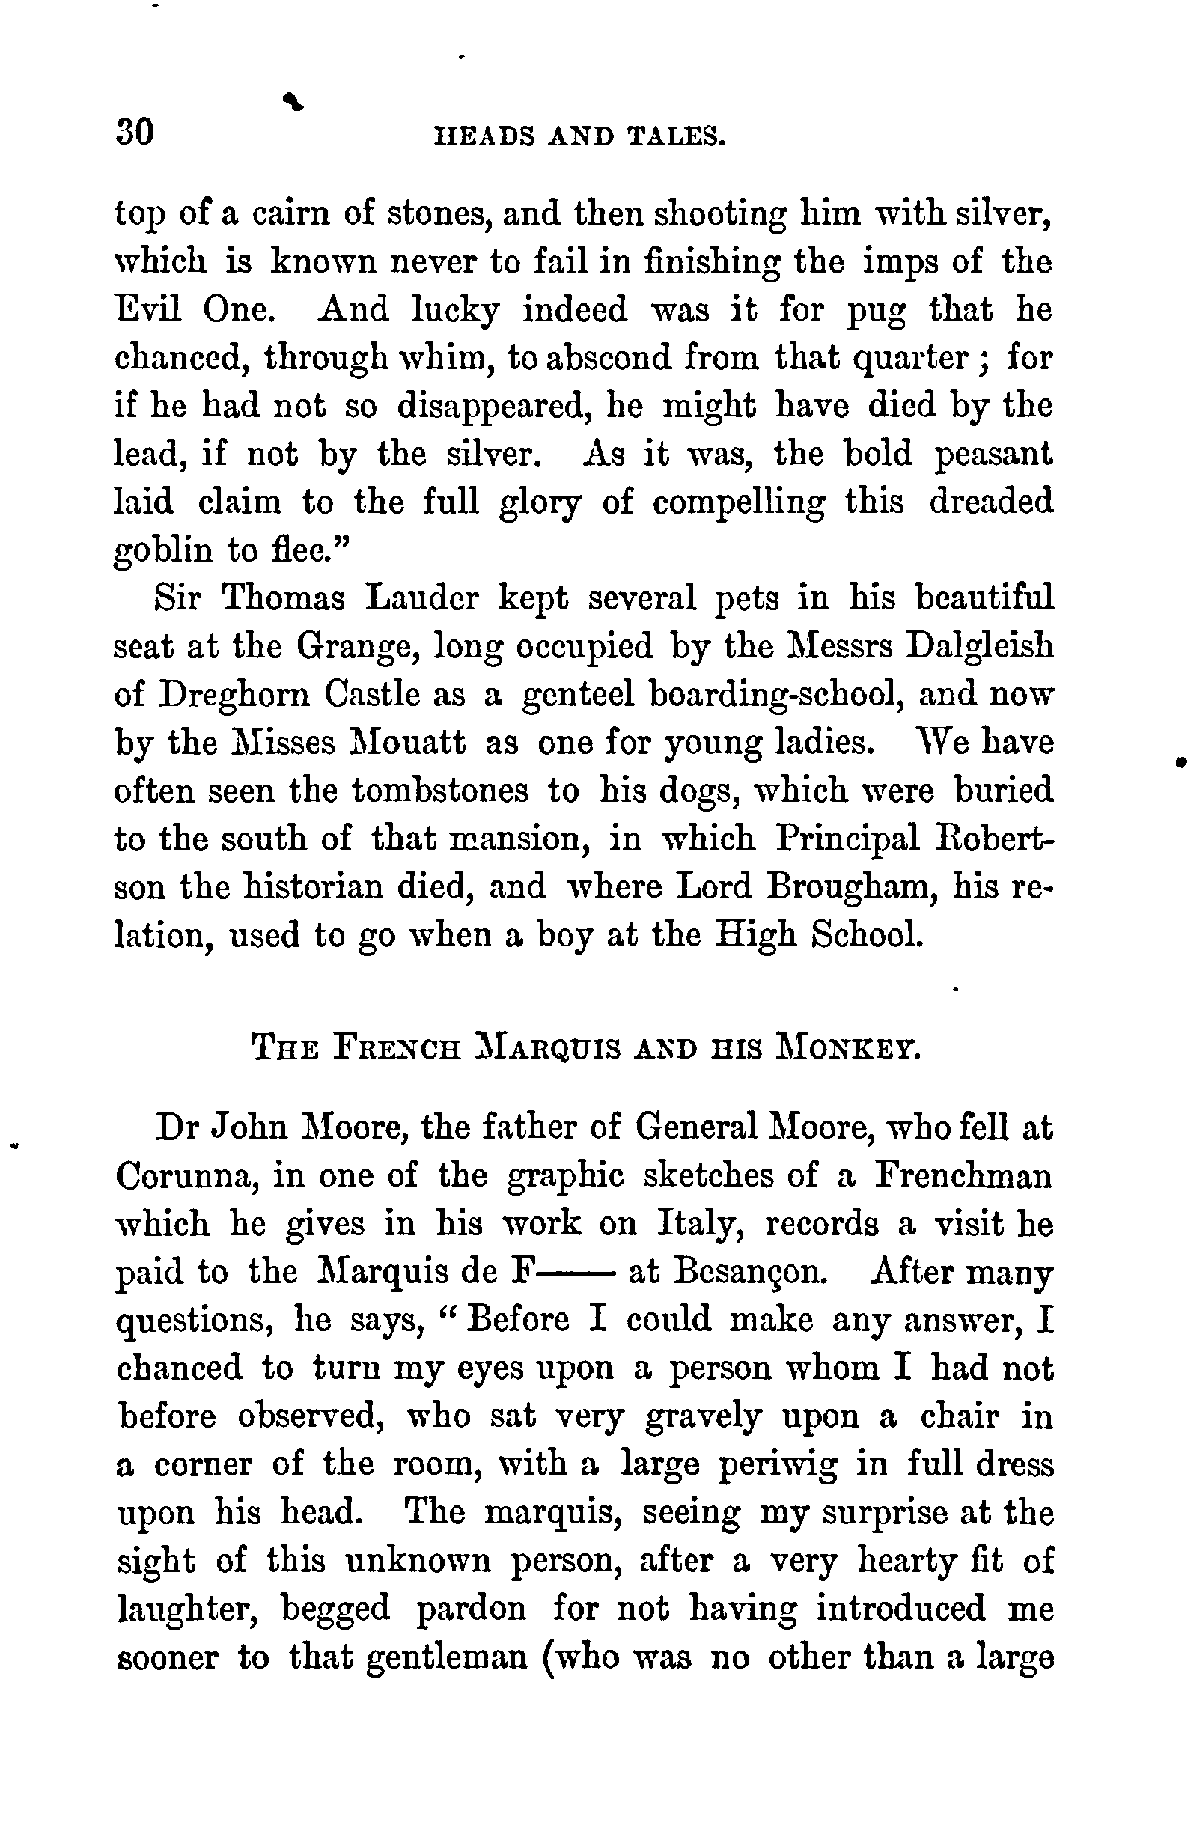 30 HEADS AND TALES.
top of a cairn of stones, and then shooting him with silver,
which is known never to fail in finishing the imps of the
Evil One. And lucky indeed was it for pug that he
chanced, through whim, to abscond from that quarter; for
if he had not so disappeared, he might have died by the
lead, if not by the silver. As it was, the bold peasant
laid claim to the full glory of compelling this dreaded
goblin to flee."
Sir Thomas Lauder kept several pets in his beautiful
seat at the Grange, long occupied by the Messrs Dalgleish
of Dreghorn Castle as a genteel boarding-school, and now
by the Misses Mouatt as one for young ladies. We have
often seen the tombstones to his dogs, which were buried
to the south of that mansion, in which Principal Robert-
son the historian died, and where Lord Brougham, his re-
lation, used to go when a boy at the High School.
THE FRENCH MARQUIS AND HIS MONKEY.
Dr John Moore, the father of General Moore, who fell at
Corunna, in one of the graphic sketches of a Frenchman
which he gives in his work on Italy, records a visit he
paid to the Marquis de F—— at Besançon. After many
questions, he says, "Before I could make any answer, I
chanced to turn my eyes upon a person whom I had not
before observed, who sat very gravely upon a chair in
a corner of the room, with a large periwig in full dress
upon his head. The marquis, seeing my surprise at the
sight of this unknown person, after a very hearty fit of
laughter, begged pardon for not having introduced me
sooner to that gentleman (who was no other than a large